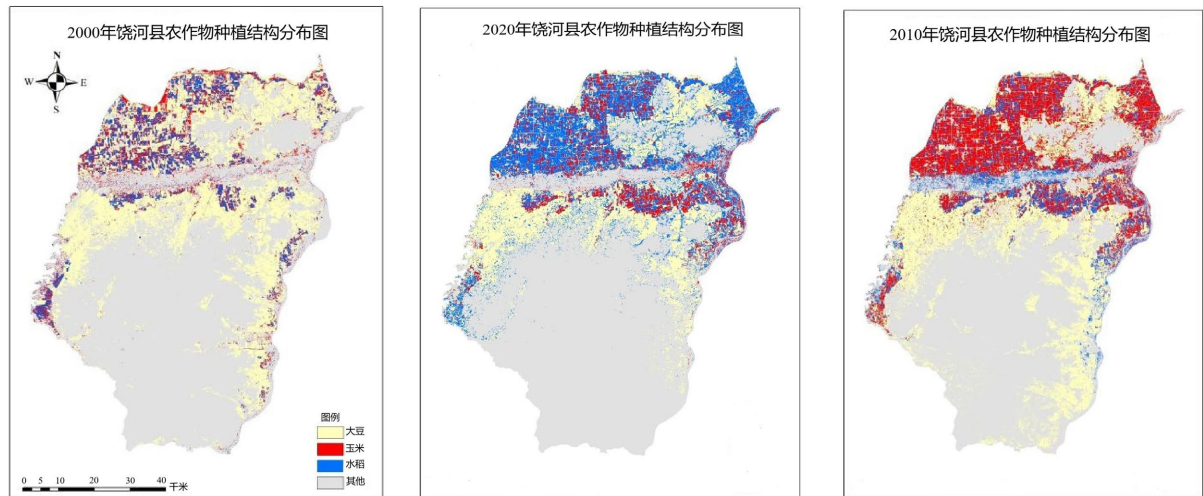 2000年饶河县农作物种植结构分布图
N
W E
S
图例
大豆
玉米
水稻
其他
0 5 10 20 30 40
千米
2020年饶河县农作物种植结构分布图
2010年饶河县农作物种植结构分布图